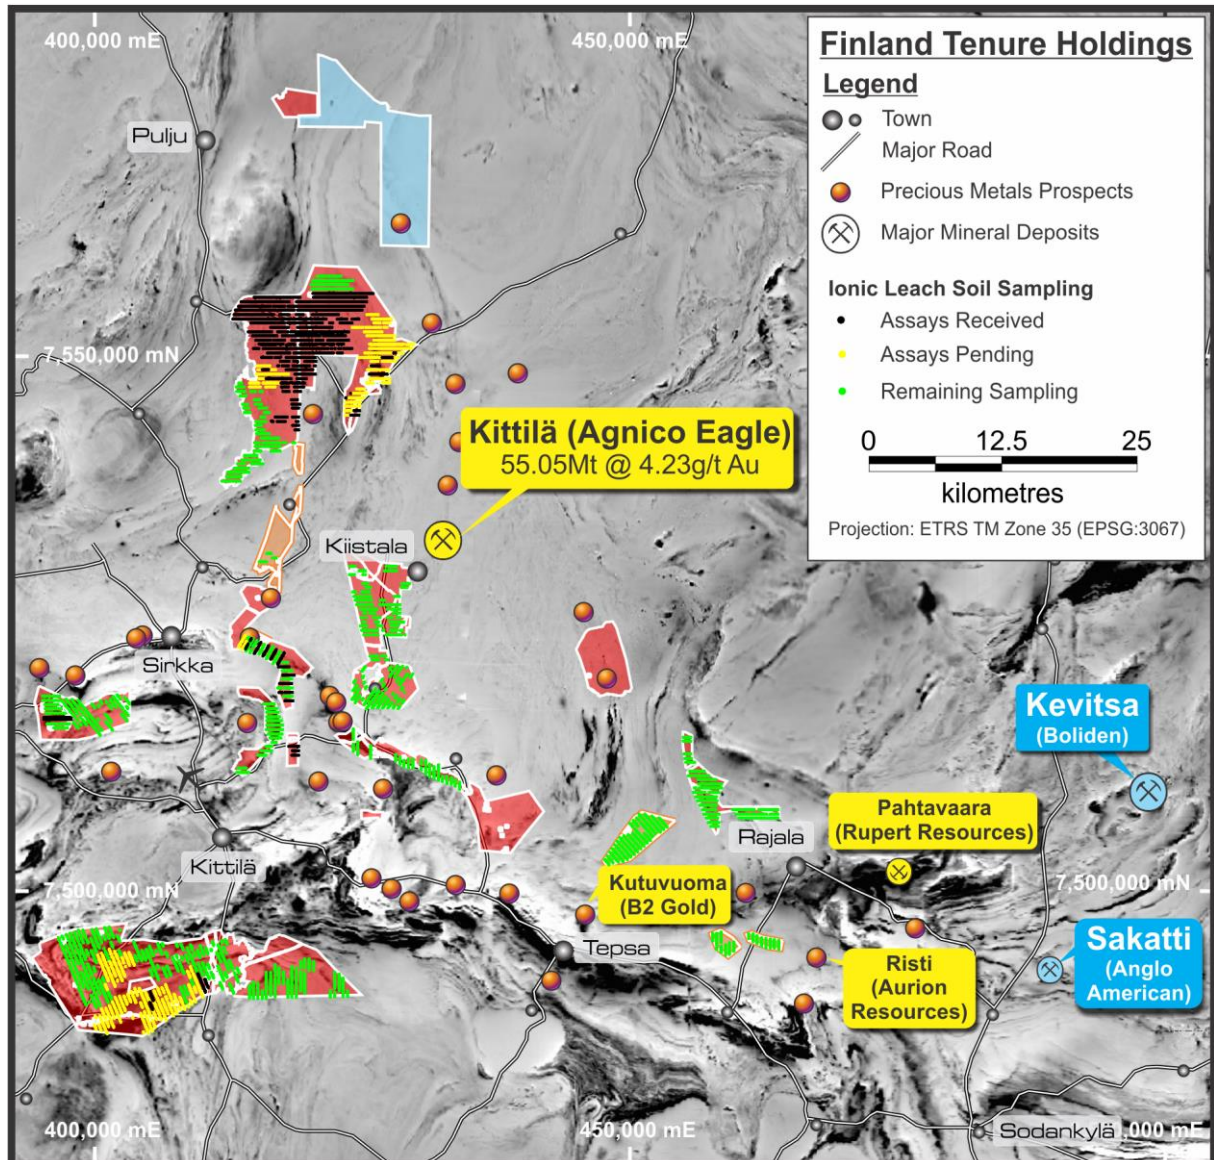 400,000 mE
450,000 mE
Finland Tenure Holdings
Legend
Town
Major Road
Precious Metals Prospects
Major Mineral Deposits
Ionic Leach Soil Sampling
Assays Received
Assays Pending
Remaining Sampling
0 12.5 25
kilometres
Projection: ETRS TM Zone 35 (EPSG:3067)
Pulju
7,550,000 mN
Kittilä (Agnico Eagle)
55.05Mt @ 4.23g/t Au
Kiistala
Sirkka
Kevitsa
(Boliden)
Pahtavaara
(Rupert Resources)
Rajala
Kittilä
7,500,000 mN
Kutuvuoma
(B2 Gold)
7,500,000 mN
Tepsa
Risti
(Aurion
Resources)
Sakatti
(Anglo
American)
400,000 mE
450,000 mE
Sodankylä
,000 mE